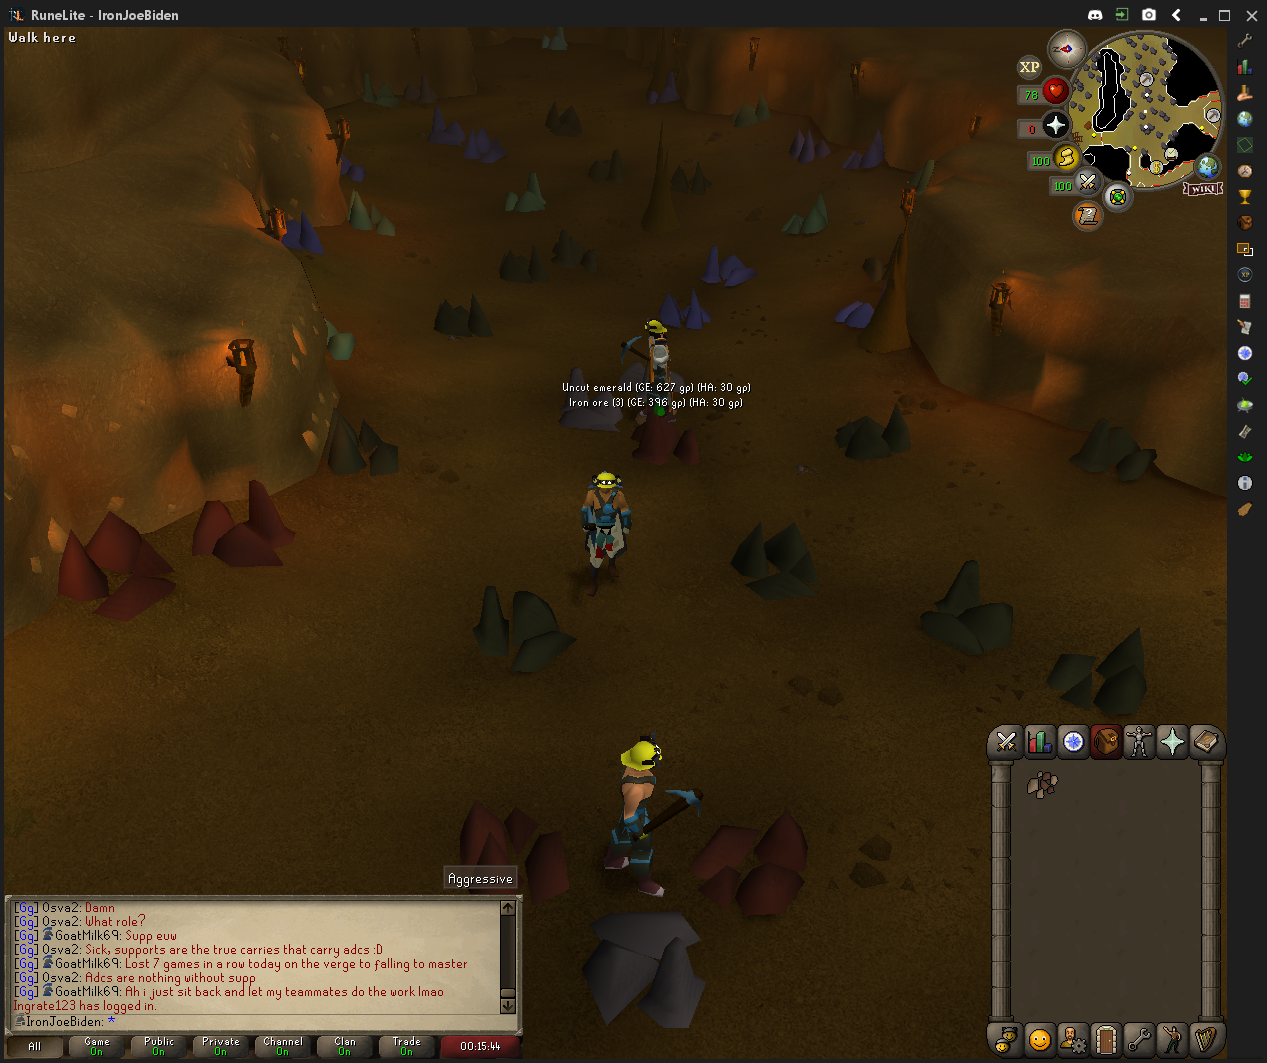 RuneLite - IronJoeBiden
Walk here
XP
78
0
100
100
WIKI
Uncut emerald (GE: 627 gp) (HA: 30 gp)
Iron ore (3) (GE: 396 gp) (HA: 30 gp)
Aggressive
[Gg] Osva2: Damn
[Gg] Osva2: What role?
[Gg] GoatMilk69: Supp euw
[Gg] Osva2: Sick, supports are the true carries that carry adcs :D
[Gg] GoatMilk69: Lost 7 games in a row today on the verge to falling to master
[Gg] Osva2: Adcs are nothing without supp
[Gg] GoatMilk69: Ah i just sit back and let my teammates do the work lmao
Ingrate123 has logged in.
IronJoeBiden: *
All
Game On
Public On
Private On
Channel On
Clan On
Trade On
00:15:44